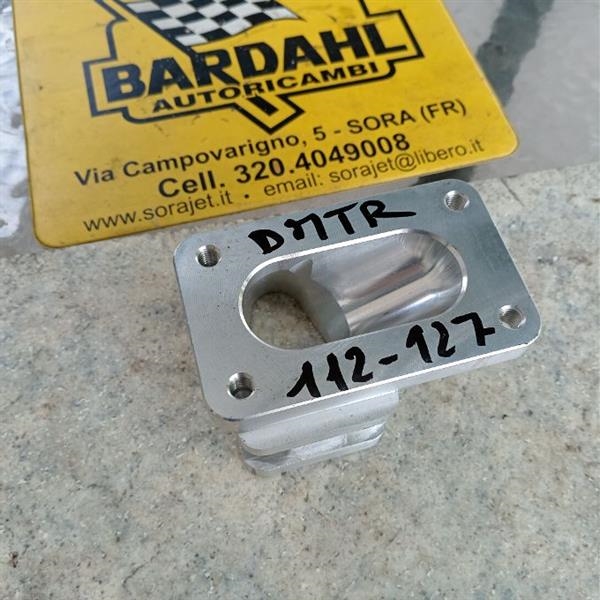 BARDAHL
AUTORICAMBI
Via Campovarigno, 5 - SORA (FR)
Cell. 320.4049008
www.sorajet.it - email: sorajet@libero.it
DMTR
112-127